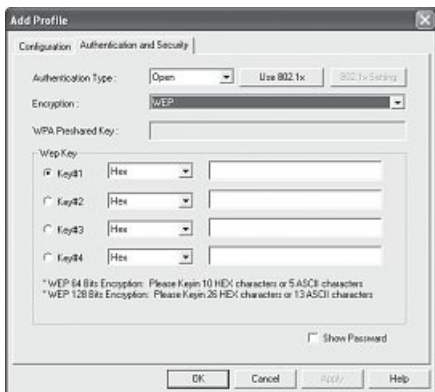 Add Profile
Configuration Authentication and Security
Authentication Type : Open Use 802.1x 802.1x Setting
Encryption : WEP
WPA Preshared Key :
Wep Key
Key#1 Hex
Key#2 Hex
Key#3 Hex
Key#4 Hex
* WEP 64 Bits Encryption: Please Keyin 10 HEX characters or 5 ASCII characters
* WEP 128 Bits Encryption: Please Keyin 26 HEX characters or 13 ASCII characters
Show Password
OK Cancel Apply Help